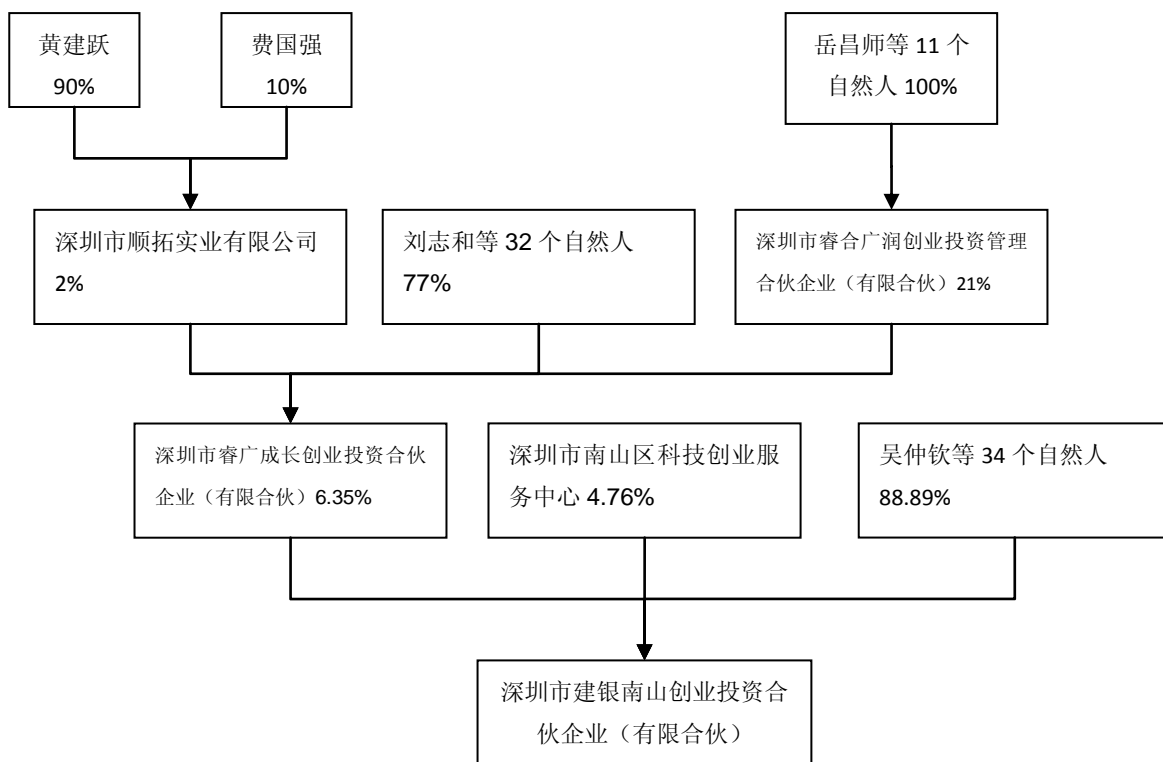 黄建跃
90%
费国强
10%
岳昌师等 11 个
自然人 100%
深圳市顺拓实业有限公司
2%
刘志和等 32 个自然人
77%
深圳市睿合广润创业投资管理
合伙企业（有限合伙）21%
深圳市睿广成长创业投资合伙
企业（有限合伙）6.35%
深圳市南山区科技创业服
务中心 4.76%
吴仲钦等 34 个自然人
88.89%
深圳市建银南山创业投资合
伙企业（有限合伙）